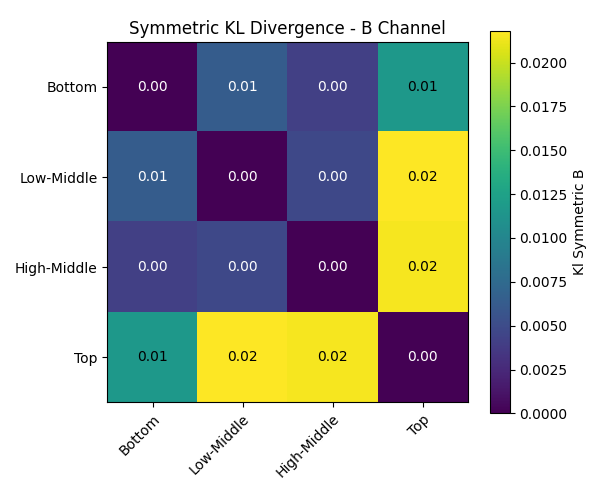 Symmetric KL Divergence - B Channel
Bottom 0.00 0.01 0.00 0.01
Low-Middle 0.01 0.00 0.00 0.02
High-Middle 0.00 0.00 0.00 0.02
Top 0.01 0.02 0.02 0.00
Bottom Low-Middle High-Middle Top
0.0200
0.0175
0.0150
0.0125
0.0100
0.0075
0.0050
0.0025
0.0000
Kl Symmetric B